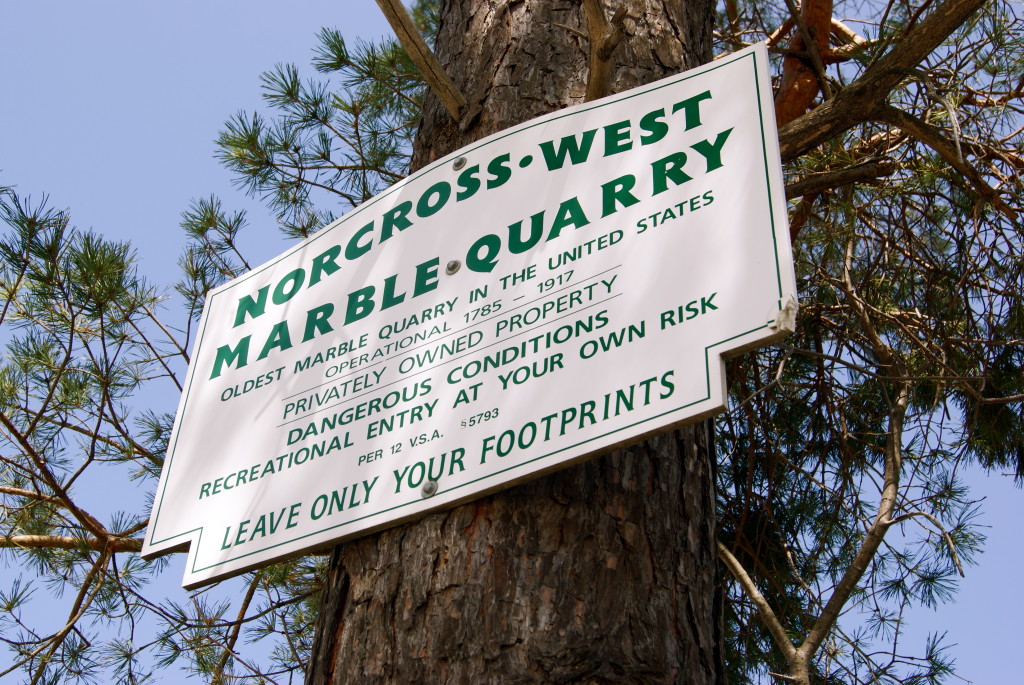 NORCROSS·WEST
MARBLE·QUARRY
OLDEST MARBLE QUARRY IN THE UNITED STATES
OPERATIONAL 1785 – 1917
PRIVATELY OWNED PROPERTY
DANGEROUS CONDITIONS
RECREATIONAL ENTRY AT YOUR OWN RISK
PER 12 V.S.A. §5793
LEAVE ONLY YOUR FOOTPRINTS